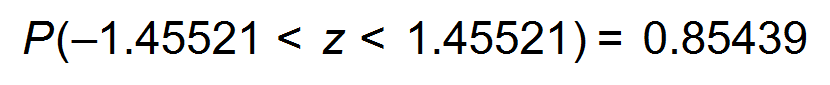 P(–1.45521 < z < 1.45521) = 0.85439